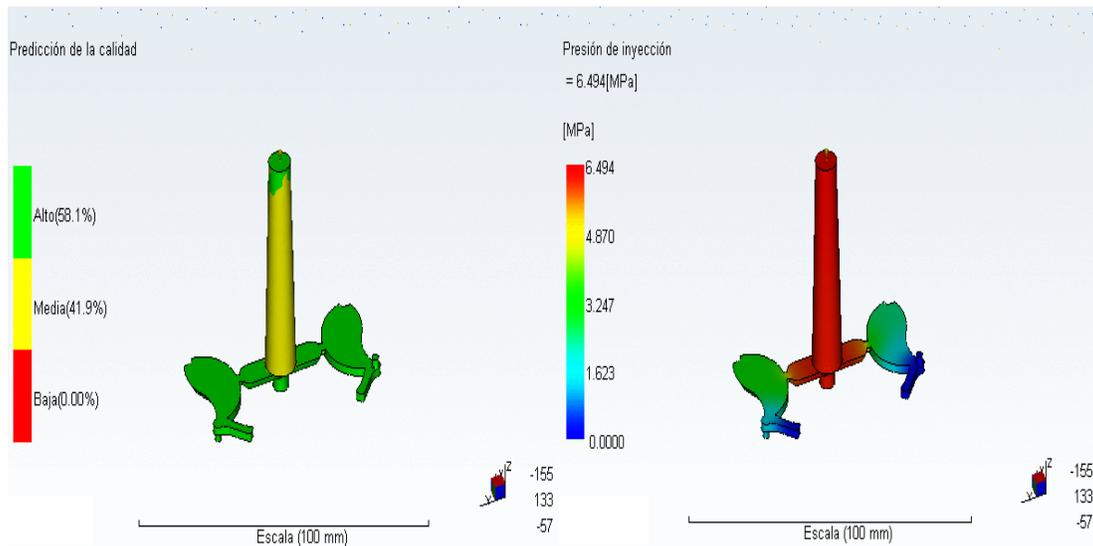 Predicción de la calidad
Alto(58.1%)
Media(41.9%)
Baja(0.00%)
Z
Y
-155
133
-57
Escala (100 mm)
Presión de inyección
= 6.494[MPa]
[MPa]
6.494
4.870
3.247
1.623
0.0000
Z
Y
-155
133
-57
Escala (100 mm)